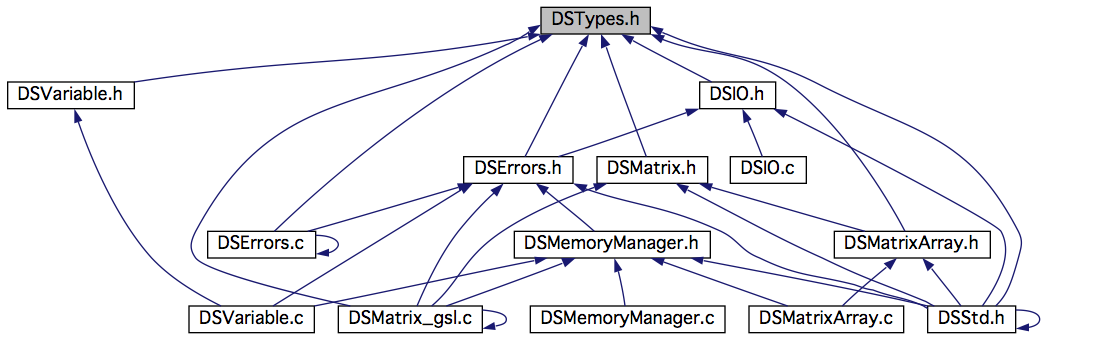 DSTypes.h
DSVariable.h
DSIO.h
DSErrors.h
DSMatrix.h
DSIO.c
DSErrors.c
DSMemoryManager.h
DSMatrixArray.h
DSVariable.c
DSMatrix_gsl.c
DSMemoryManager.c
DSMatrixArray.c
DSStd.h